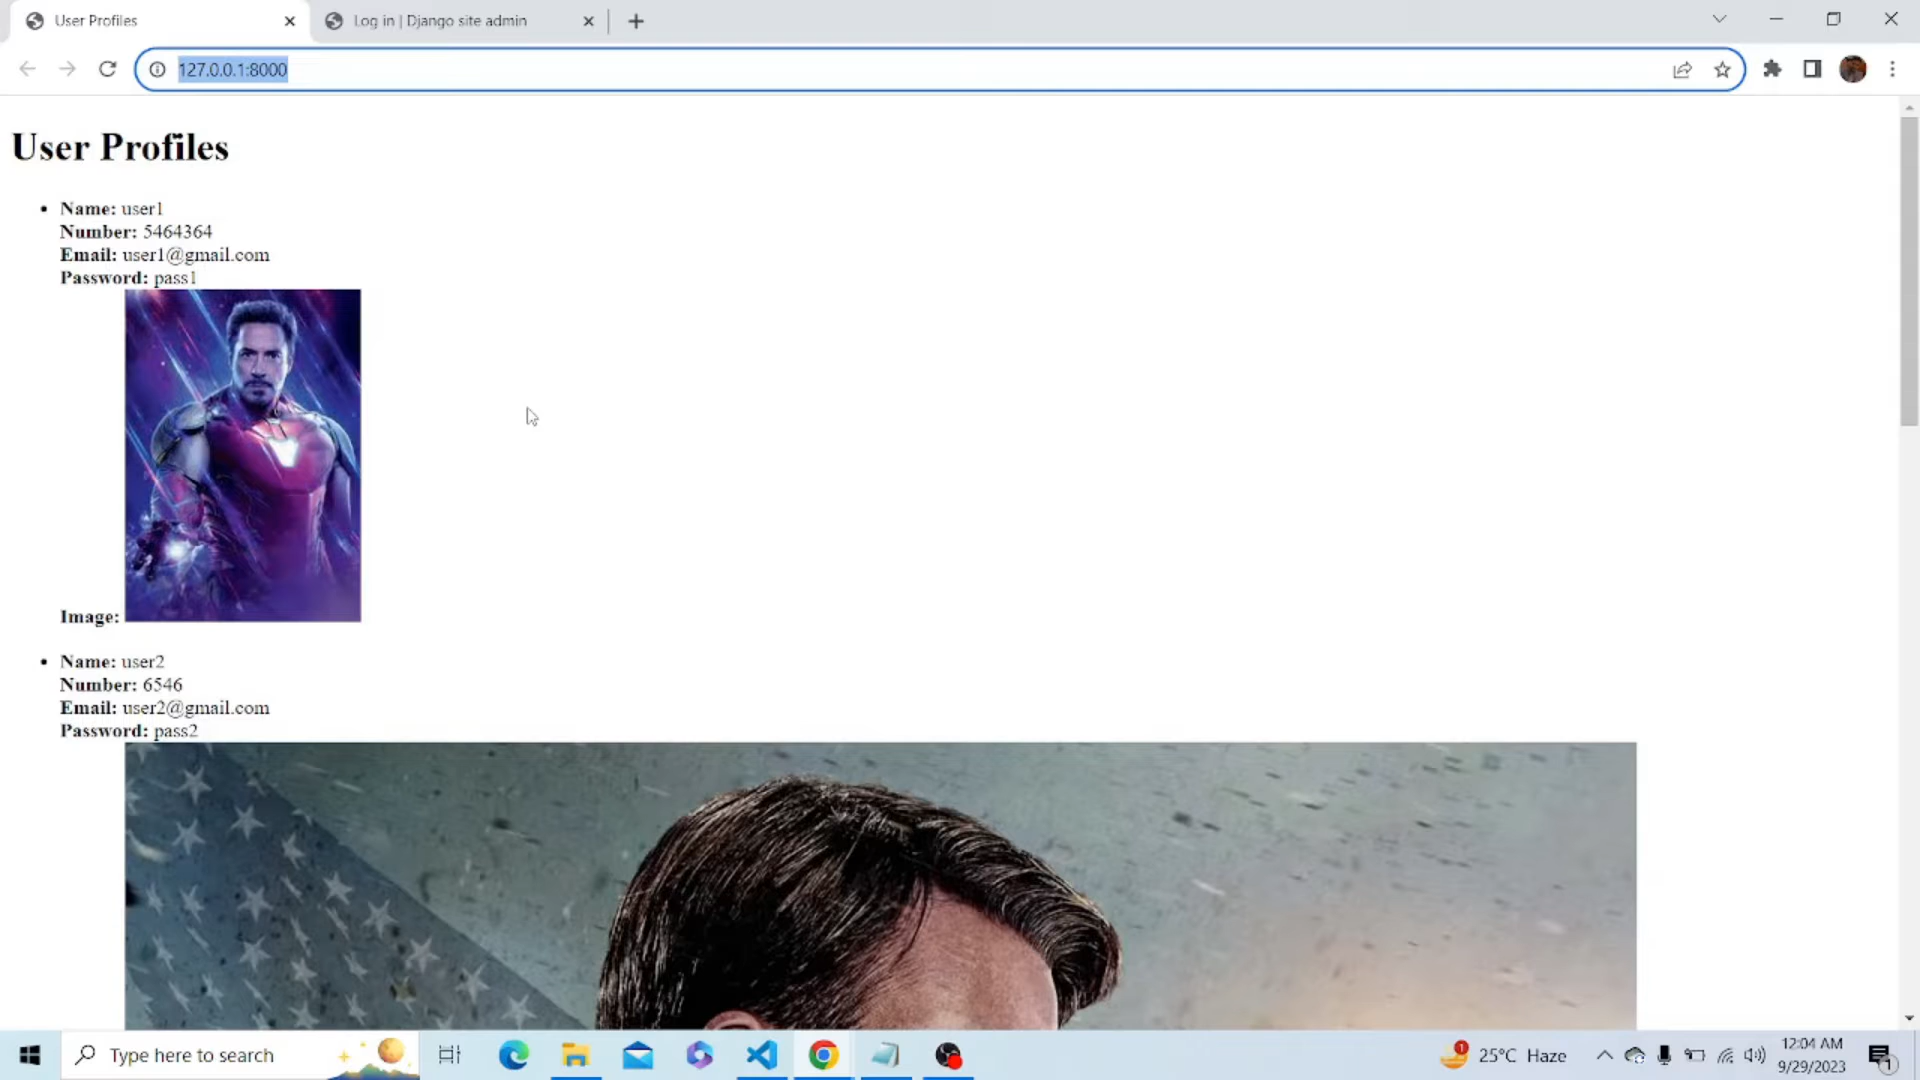 User Profiles
Log in | Django site admin
127.0.0.1:8000
User Profiles
Name: user1
Number: 5464364
Email: user1@gmail.com
Password: pass1
Image:
Name: user2
Number: 6546
Email: user2@gmail.com
Password: pass2
Type here to search
1
25°C Haze
12:04 AM
9/29/2023
1